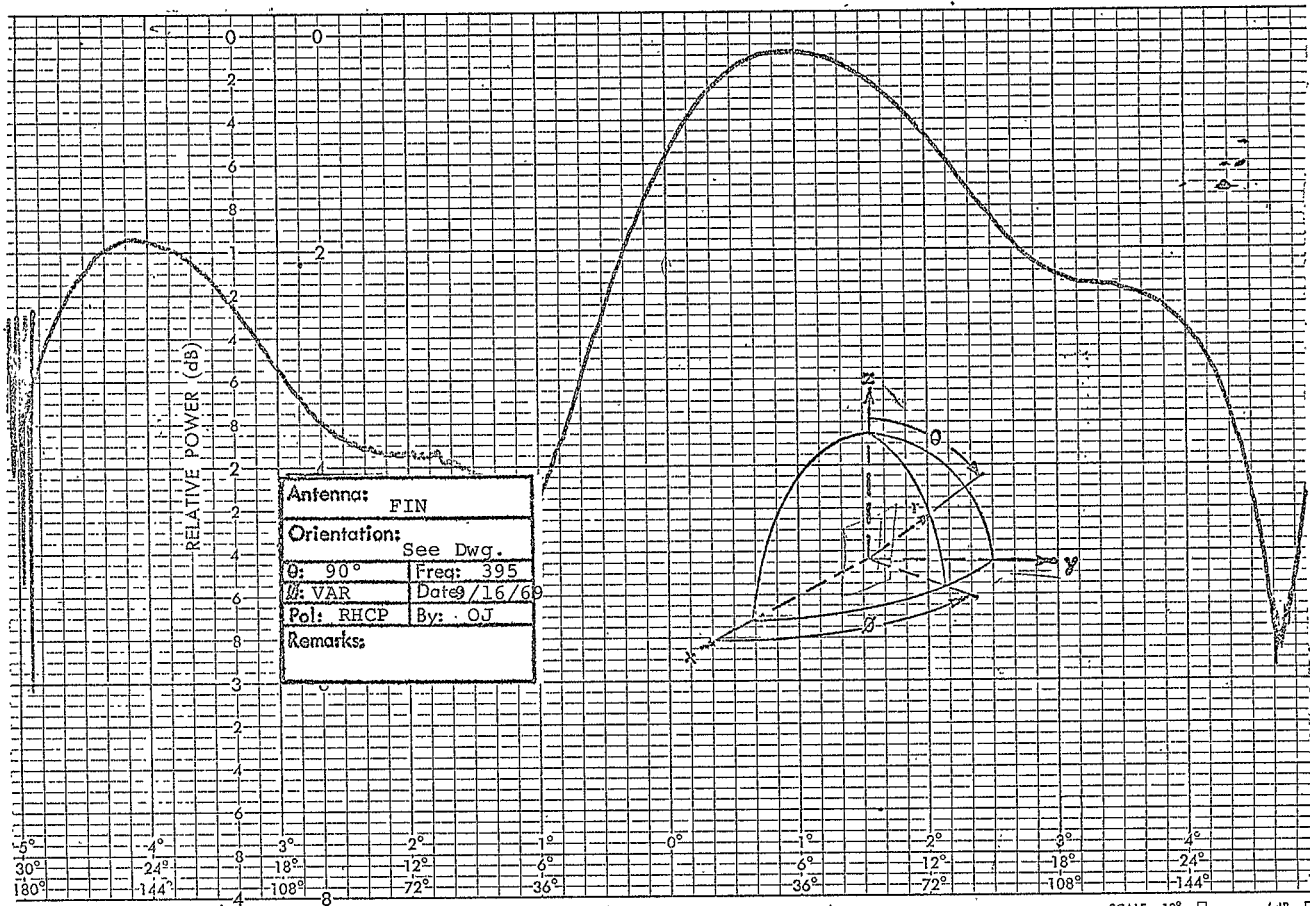 0 0
2
4
6
8
1 2
2
4
6
8
2 4
2
4
6
8
3
2
4
6
8
4 8
RELATIVE POWER (dB)
Antenna: FIN
Orientation: See Dwg.
θ: 90° Freq: 395
Ø: VAR Date 9/16/69
Pol: RHCP By: OJ
Remarks:
Z
θ
r
Y
Ø
X
-5° -4° 3° 2° -1° 0° 1° 2° 3° 4°
30° -24° -18° -12° -6° 6° 12° -18° -24°
180° -144° -108° 72° -36° 36° 72° -108° -144°